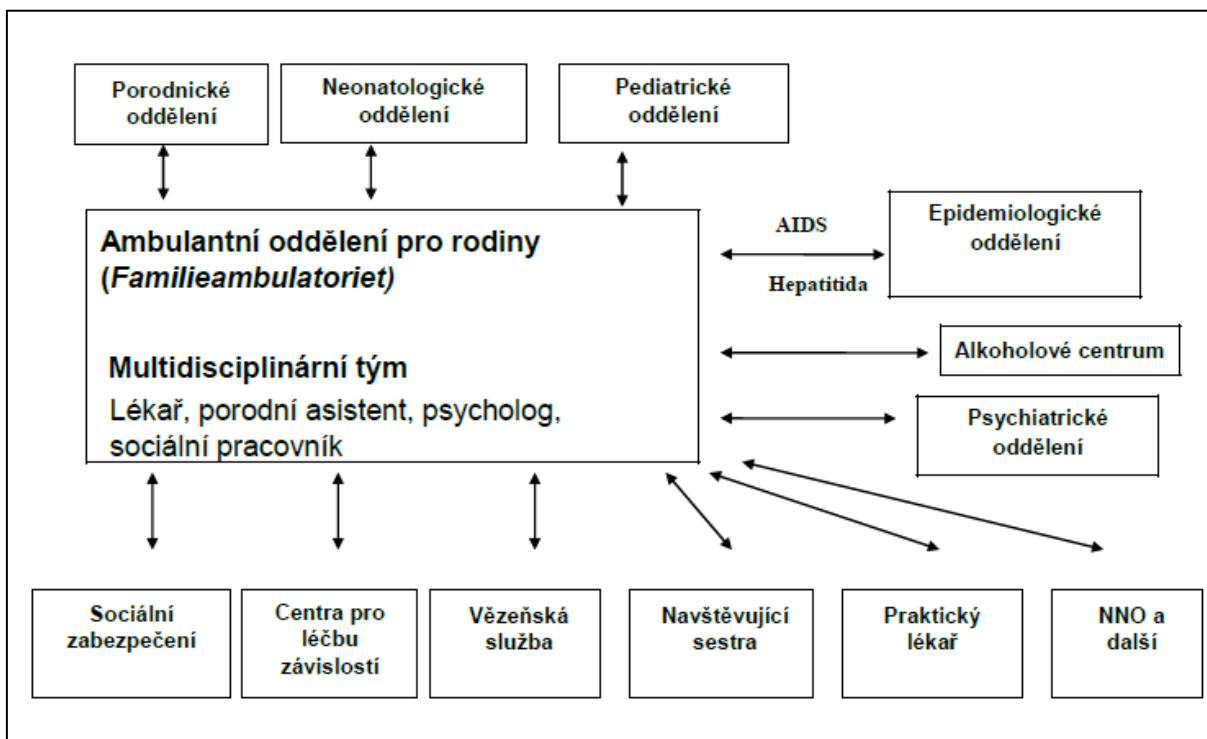 Porodnické
oddělení
Neonatologické
oddělení
Pediatrické
oddělení
Ambulantní oddělení pro rodiny
(Familieambulatoriet)
Multidisciplinární tým
Lékař, porodní asistent, psycholog,
sociální pracovník
AIDS
Hepatitida
Epidemiologické
oddělení
Alkoholové centrum
Psychiatrické
oddělení
Sociální
zabezpečení
Centra pro
léčbu
závislostí
Vězeňská
služba
Navštěvující
sestra
Praktický
lékař
NNO a
další